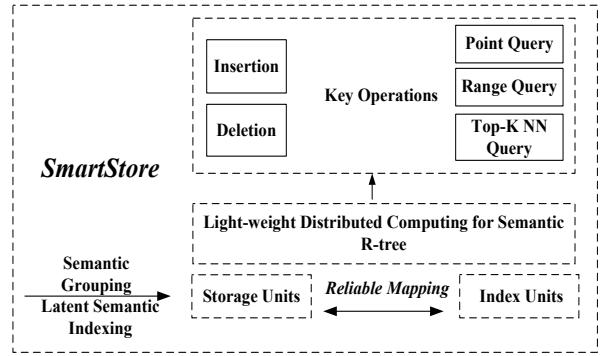 Insertion
Deletion
Key Operations
Point Query
Range Query
Top-K NN
Query
SmartStore
Light-weight Distributed Computing for Semantic
R-tree
Semantic
Grouping
Latent Semantic
Indexing
Storage Units
Reliable Mapping
Index Units